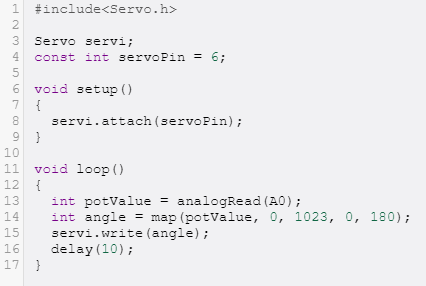 1 #include<Servo.h>
2
3 Servo servi;
4 const int servoPin = 6;
5
6 void setup()
7 {
8   servi.attach(servoPin);
9 }
10
11 void loop()
12 {
13   int potValue = analogRead(A0);
14   int angle = map(potValue, 0, 1023, 0, 180);
15   servi.write(angle);
16   delay(10);
17 }